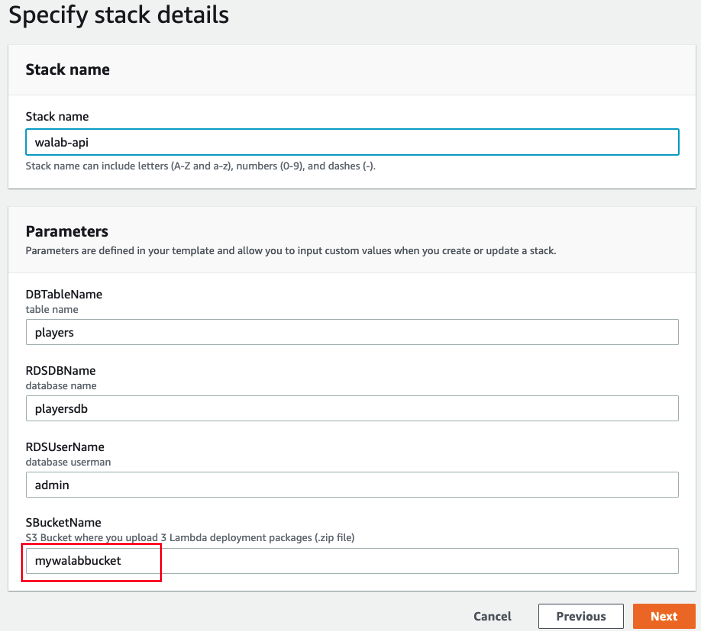 Specify stack details
Stack name
Stack name
walab-api
Stack name can include letters (A-Z and a-z), numbers (0-9), and dashes (-).
Parameters
Parameters are defined in your template and allow you to input custom values when you create or update a stack.
DBTableName
table name
players
RDSDBName
database name
playersdb
RDSUserName
database userman
admin
SBucketName
S3 Bucket where you upload 3 Lambda deployment packages (.zip file)
mywalabbucket
Cancel Previous Next